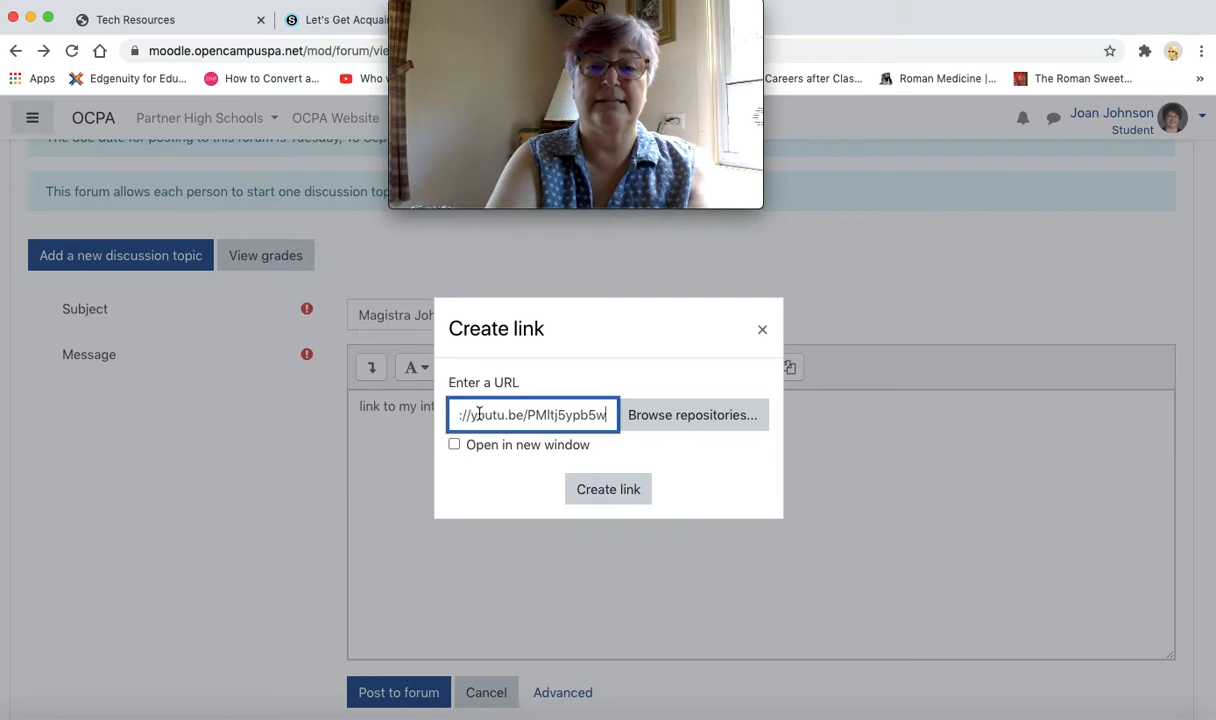 Tech Resources
Let's Get Acquai
moodle.opencampuspa.net/mod/forum/vie
Apps
Edgenuity for Edu...
How to Convert a...
Who
Careers after Clas...
Roman Medicine |...
The Roman Sweet...
»
OCPA
Partner High Schools
OCPA Website
Joan Johnson
Student
This forum allows each person to start one discussion top
Add a new discussion topic
View grades
Subject
Magistra Joh
Message
A
link to my int
Create link
×
Enter a URL
://youtu.be/PMltj5ypb5w
Browse repositories...
Open in new window
Create link
Post to forum
Cancel
Advanced